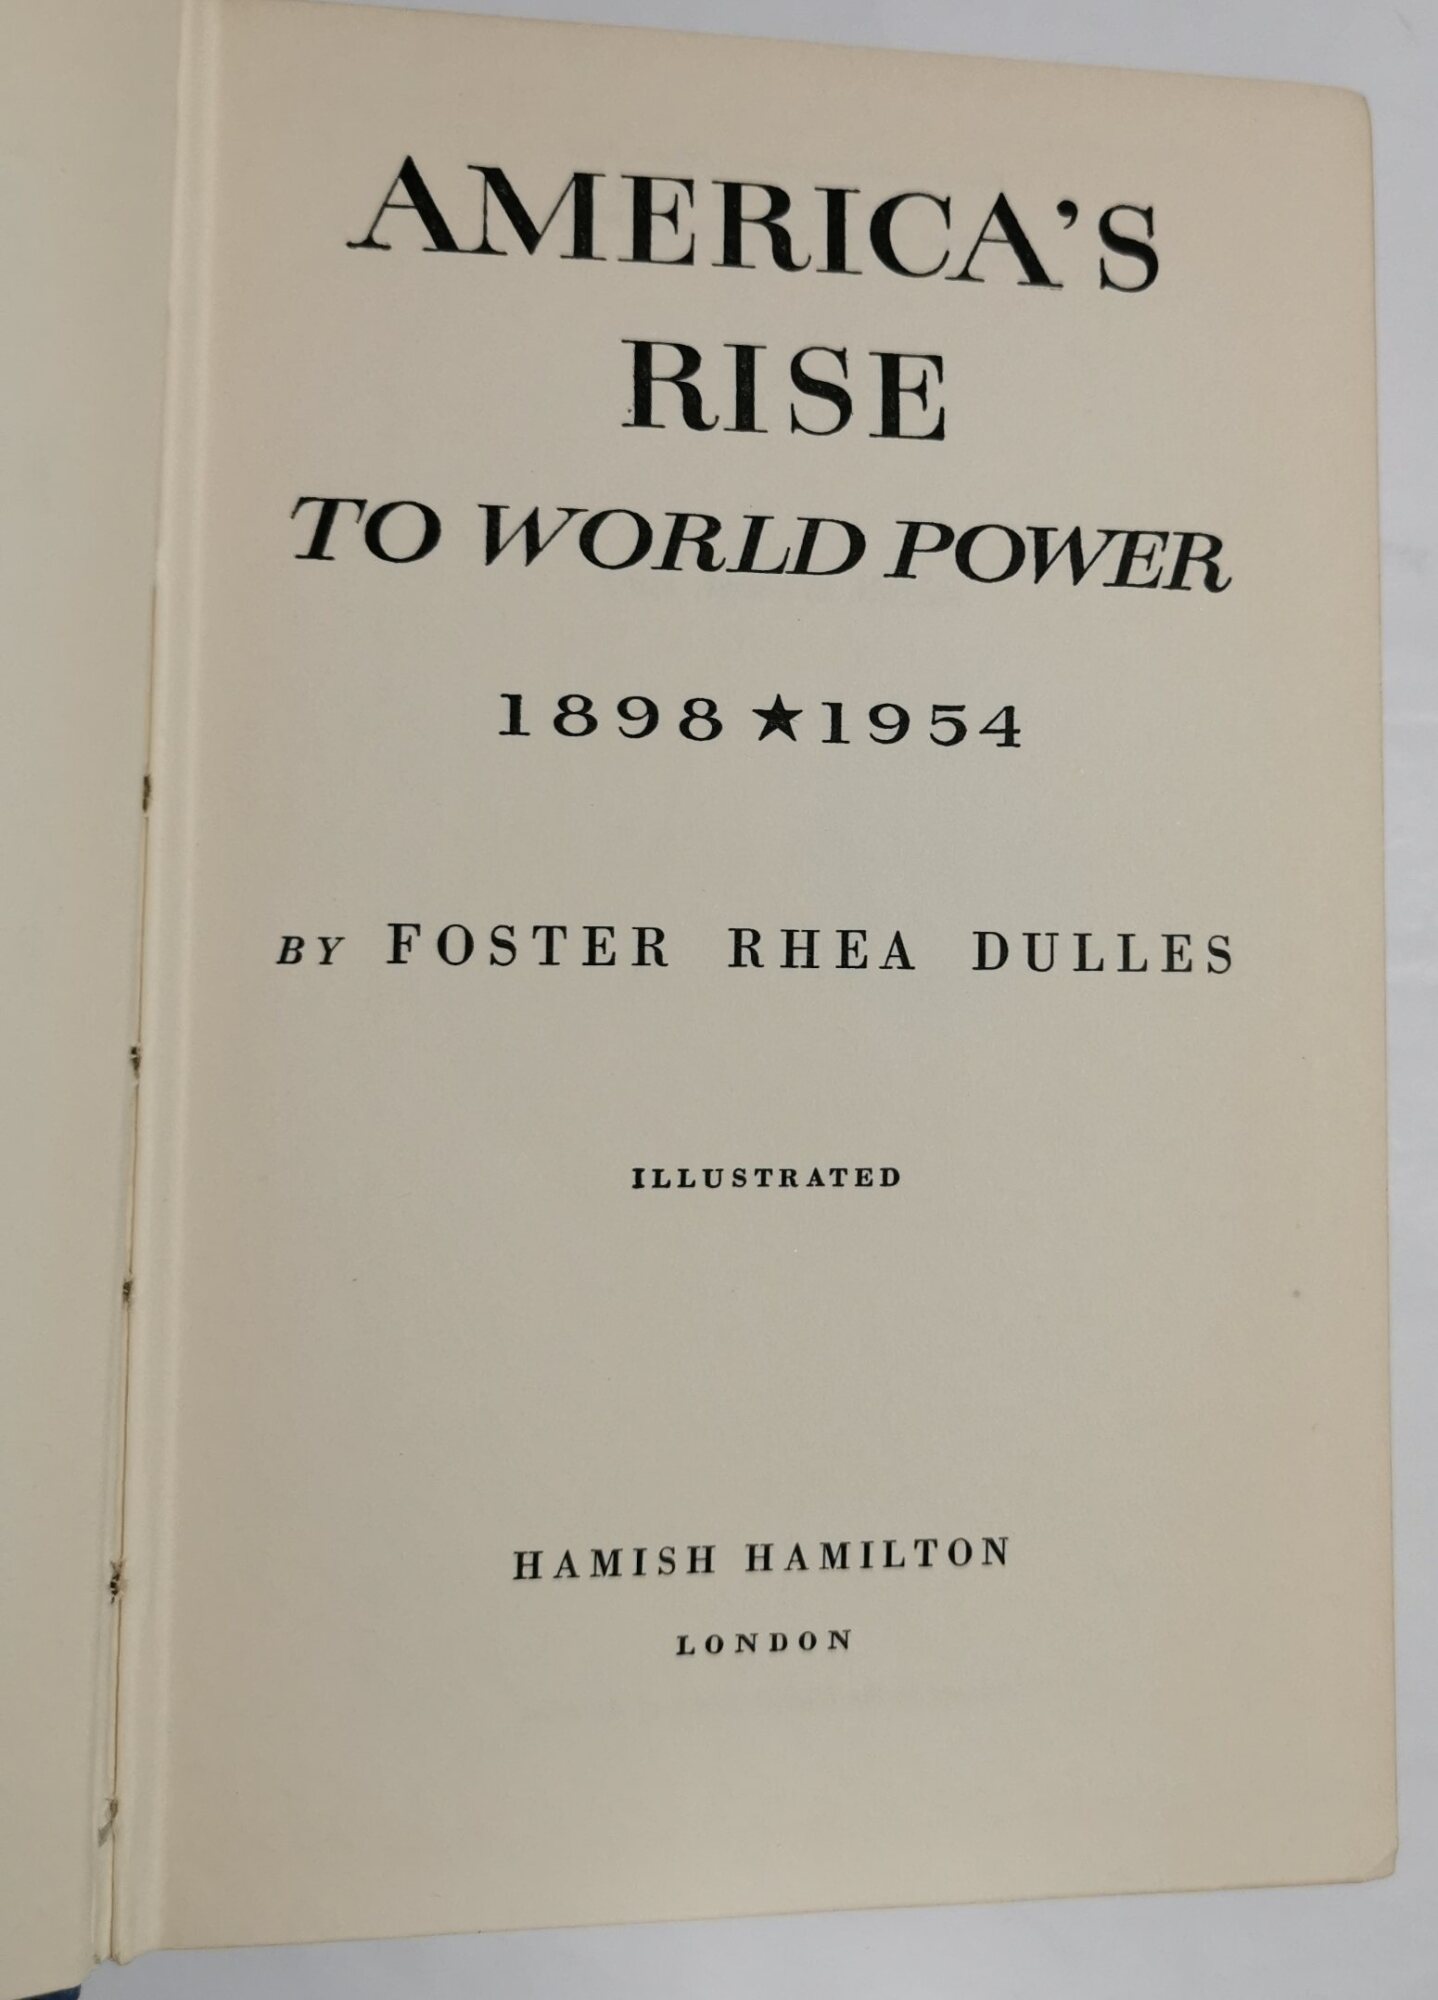 AMERICA'S
RISE
TO WORLD POWER
1898 ★ 1954
BY FOSTER RHEA DULLES
ILLUSTRATED
HAMISH HAMILTON
LONDON